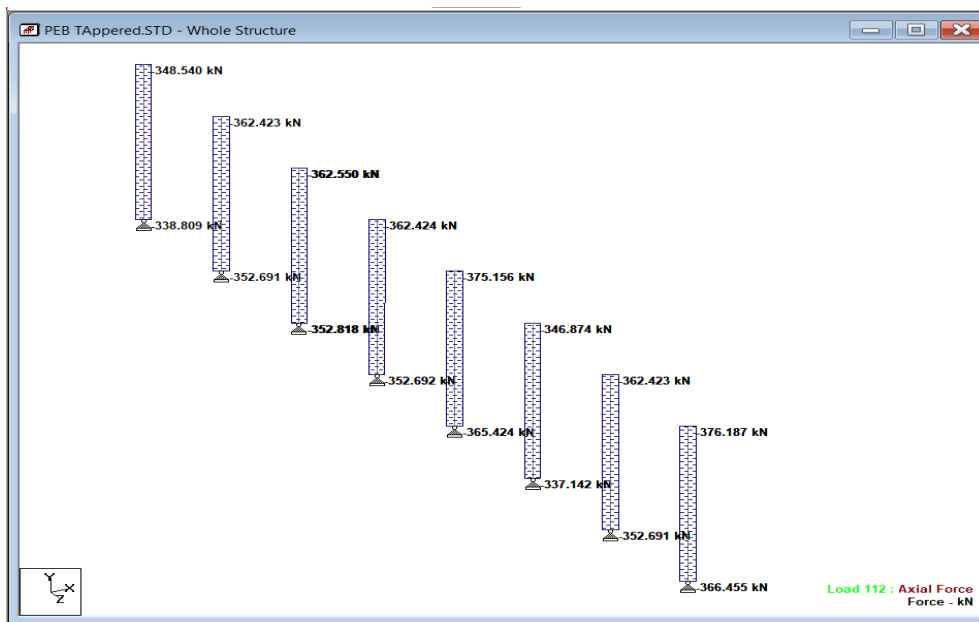 PEB TAppered.STD - Whole Structure
348.540 kN
362.423 kN
362.550 kN
338.809 kN
362.424 kN
-352.691 kN
375.156 kN
-352.818 kN
346.874 kN
-352.692 kN
362.423 kN
-365.424 kN
376.187 kN
-337.142 kN
-352.691 kN
-366.455 kN
Y
X
Z
Load 112 : Axial Force
Force - kN